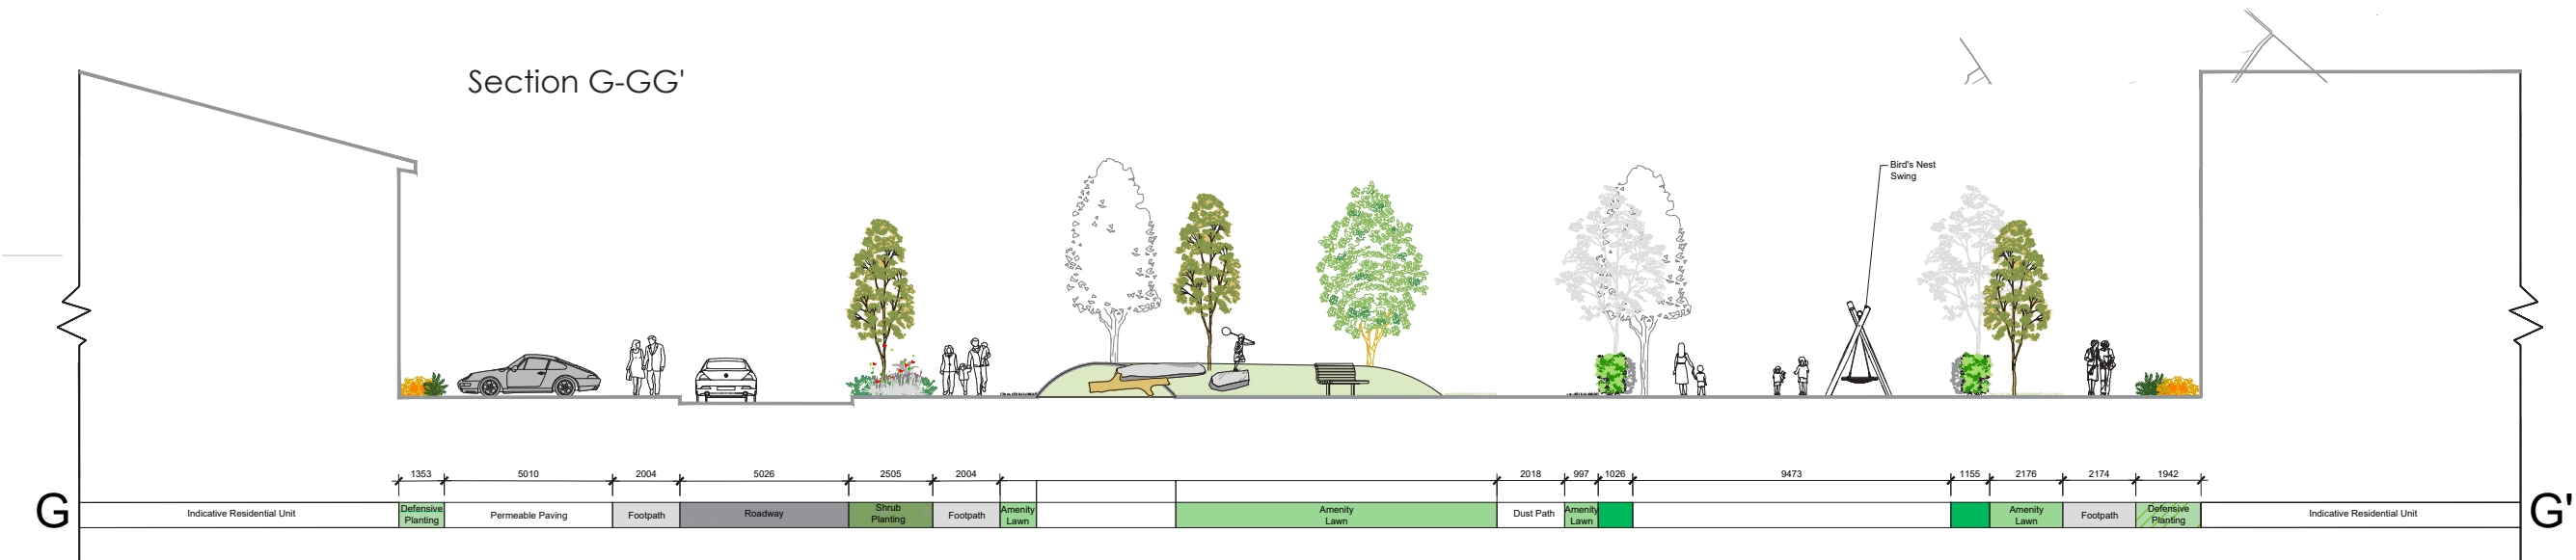 Section G-GG'
Bird's Nest
Swing
1353
5010
2004
5026
2505
2004
2018
997
1026
9473
1155
2176
2174
1942
G
Indicative Residential Unit
Defensive
Planting
Permeable Paving
Footpath
Roadway
Shrub
Planting
Footpath
Amenity
Lawn
Amenity
Lawn
Dust Path
Amenity
Lawn
Amenity
Lawn
Footpath
Defensive
Planting
Indicative Residential Unit
G'